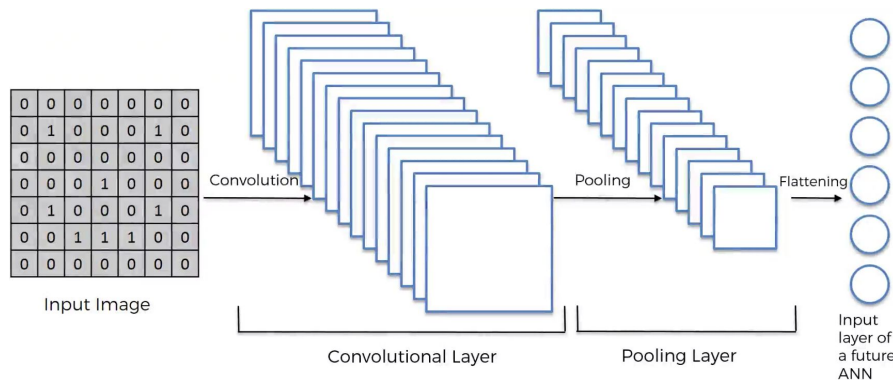 0 0 0 0 0 0 0
0 1 0 0 0 1 0
0 0 0 0 0 0 0
0 0 0 1 0 0 0
0 1 0 0 0 1 0
0 0 1 1 1 0 0
0 0 0 0 0 0 0
Input Image
Convolution
Convolutional Layer
Pooling
Pooling Layer
Flattening
Input
layer of
a future
ANN